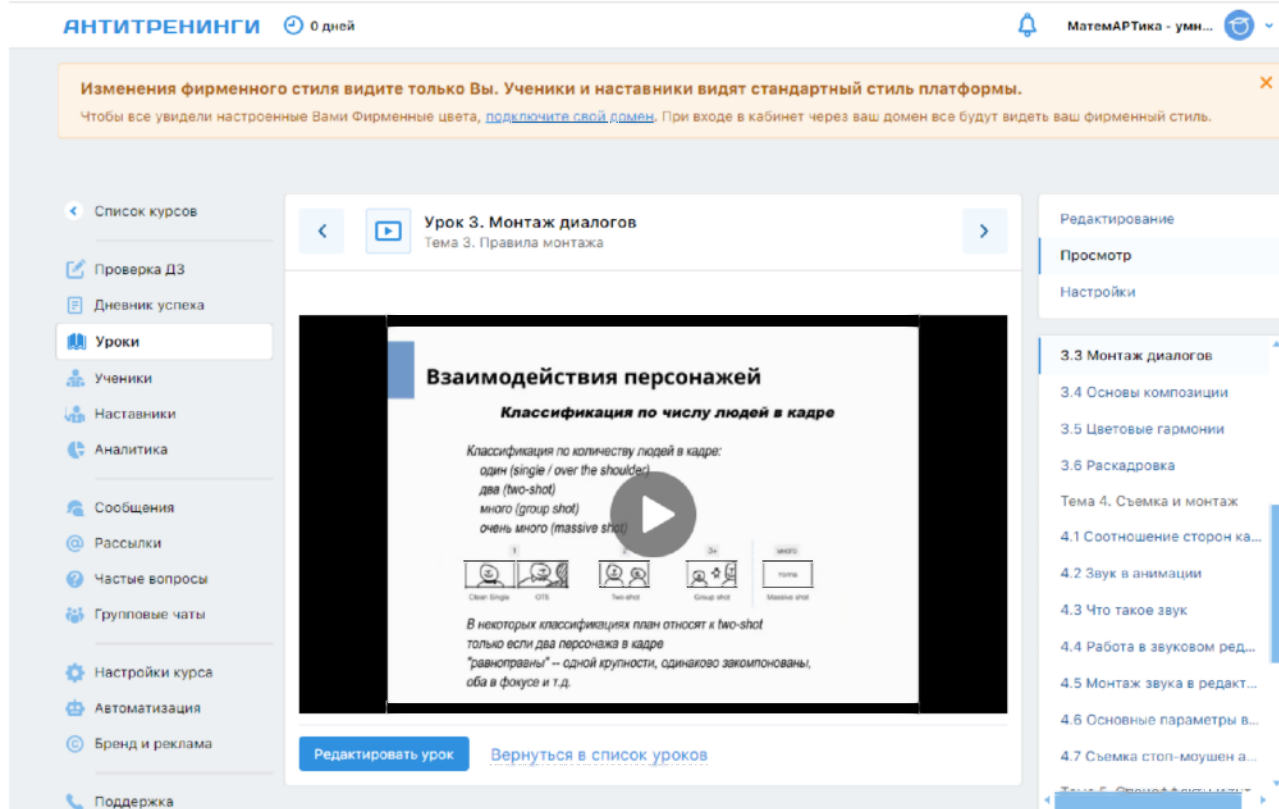 АНТИТРЕНИНГИ
0 дней
МатемАРТика - умн...
Изменения фирменного стиля видите только Вы. Ученики и наставники видят стандартный стиль платформы.
Чтобы все увидели настроенные Вами Фирменные цвета, подключите свой домен. При входе в кабинет через ваш домен все будут видеть ваш фирменный стиль.
Список курсов
Проверка ДЗ
Дневник успеха
Уроки
Ученики
Наставники
Аналитика
Сообщения
Рассылки
Частые вопросы
Групповые чаты
Настройки курса
Автоматизация
Бренд и реклама
Поддержка
Урок 3. Монтаж диалогов
Тема 3. Правила монтажа
Взаимодействия персонажей
Классификация по числу людей в кадре
Классификация по количеству людей в кадре:
один (single / over the shoulder)
два (two-shot)
много (group shot)
очень много (massive shot)
1
2
3+
много
толпа
Clean Single
OTS
Two-shot
Group shot
Massive shot
В некоторых классификациях план относят к two-shot
только если два персонажа в кадре
"равноправны" -- одной крупности, одинаково закомпонованы,
оба в фокусе и т.д.
Редактировать урок
Вернуться в список уроков
Редактирование
Просмотр
Настройки
3.3 Монтаж диалогов
3.4 Основы композиции
3.5 Цветовые гармонии
3.6 Раскадровка
Тема 4. Съемка и монтаж
4.1 Соотношение сторон ка...
4.2 Звук в анимации
4.3 Что такое звук
4.4 Работа в звуковом ред...
4.5 Монтаж звука в редакт...
4.6 Основные параметры в...
4.7 Съемка стоп-моушен а...